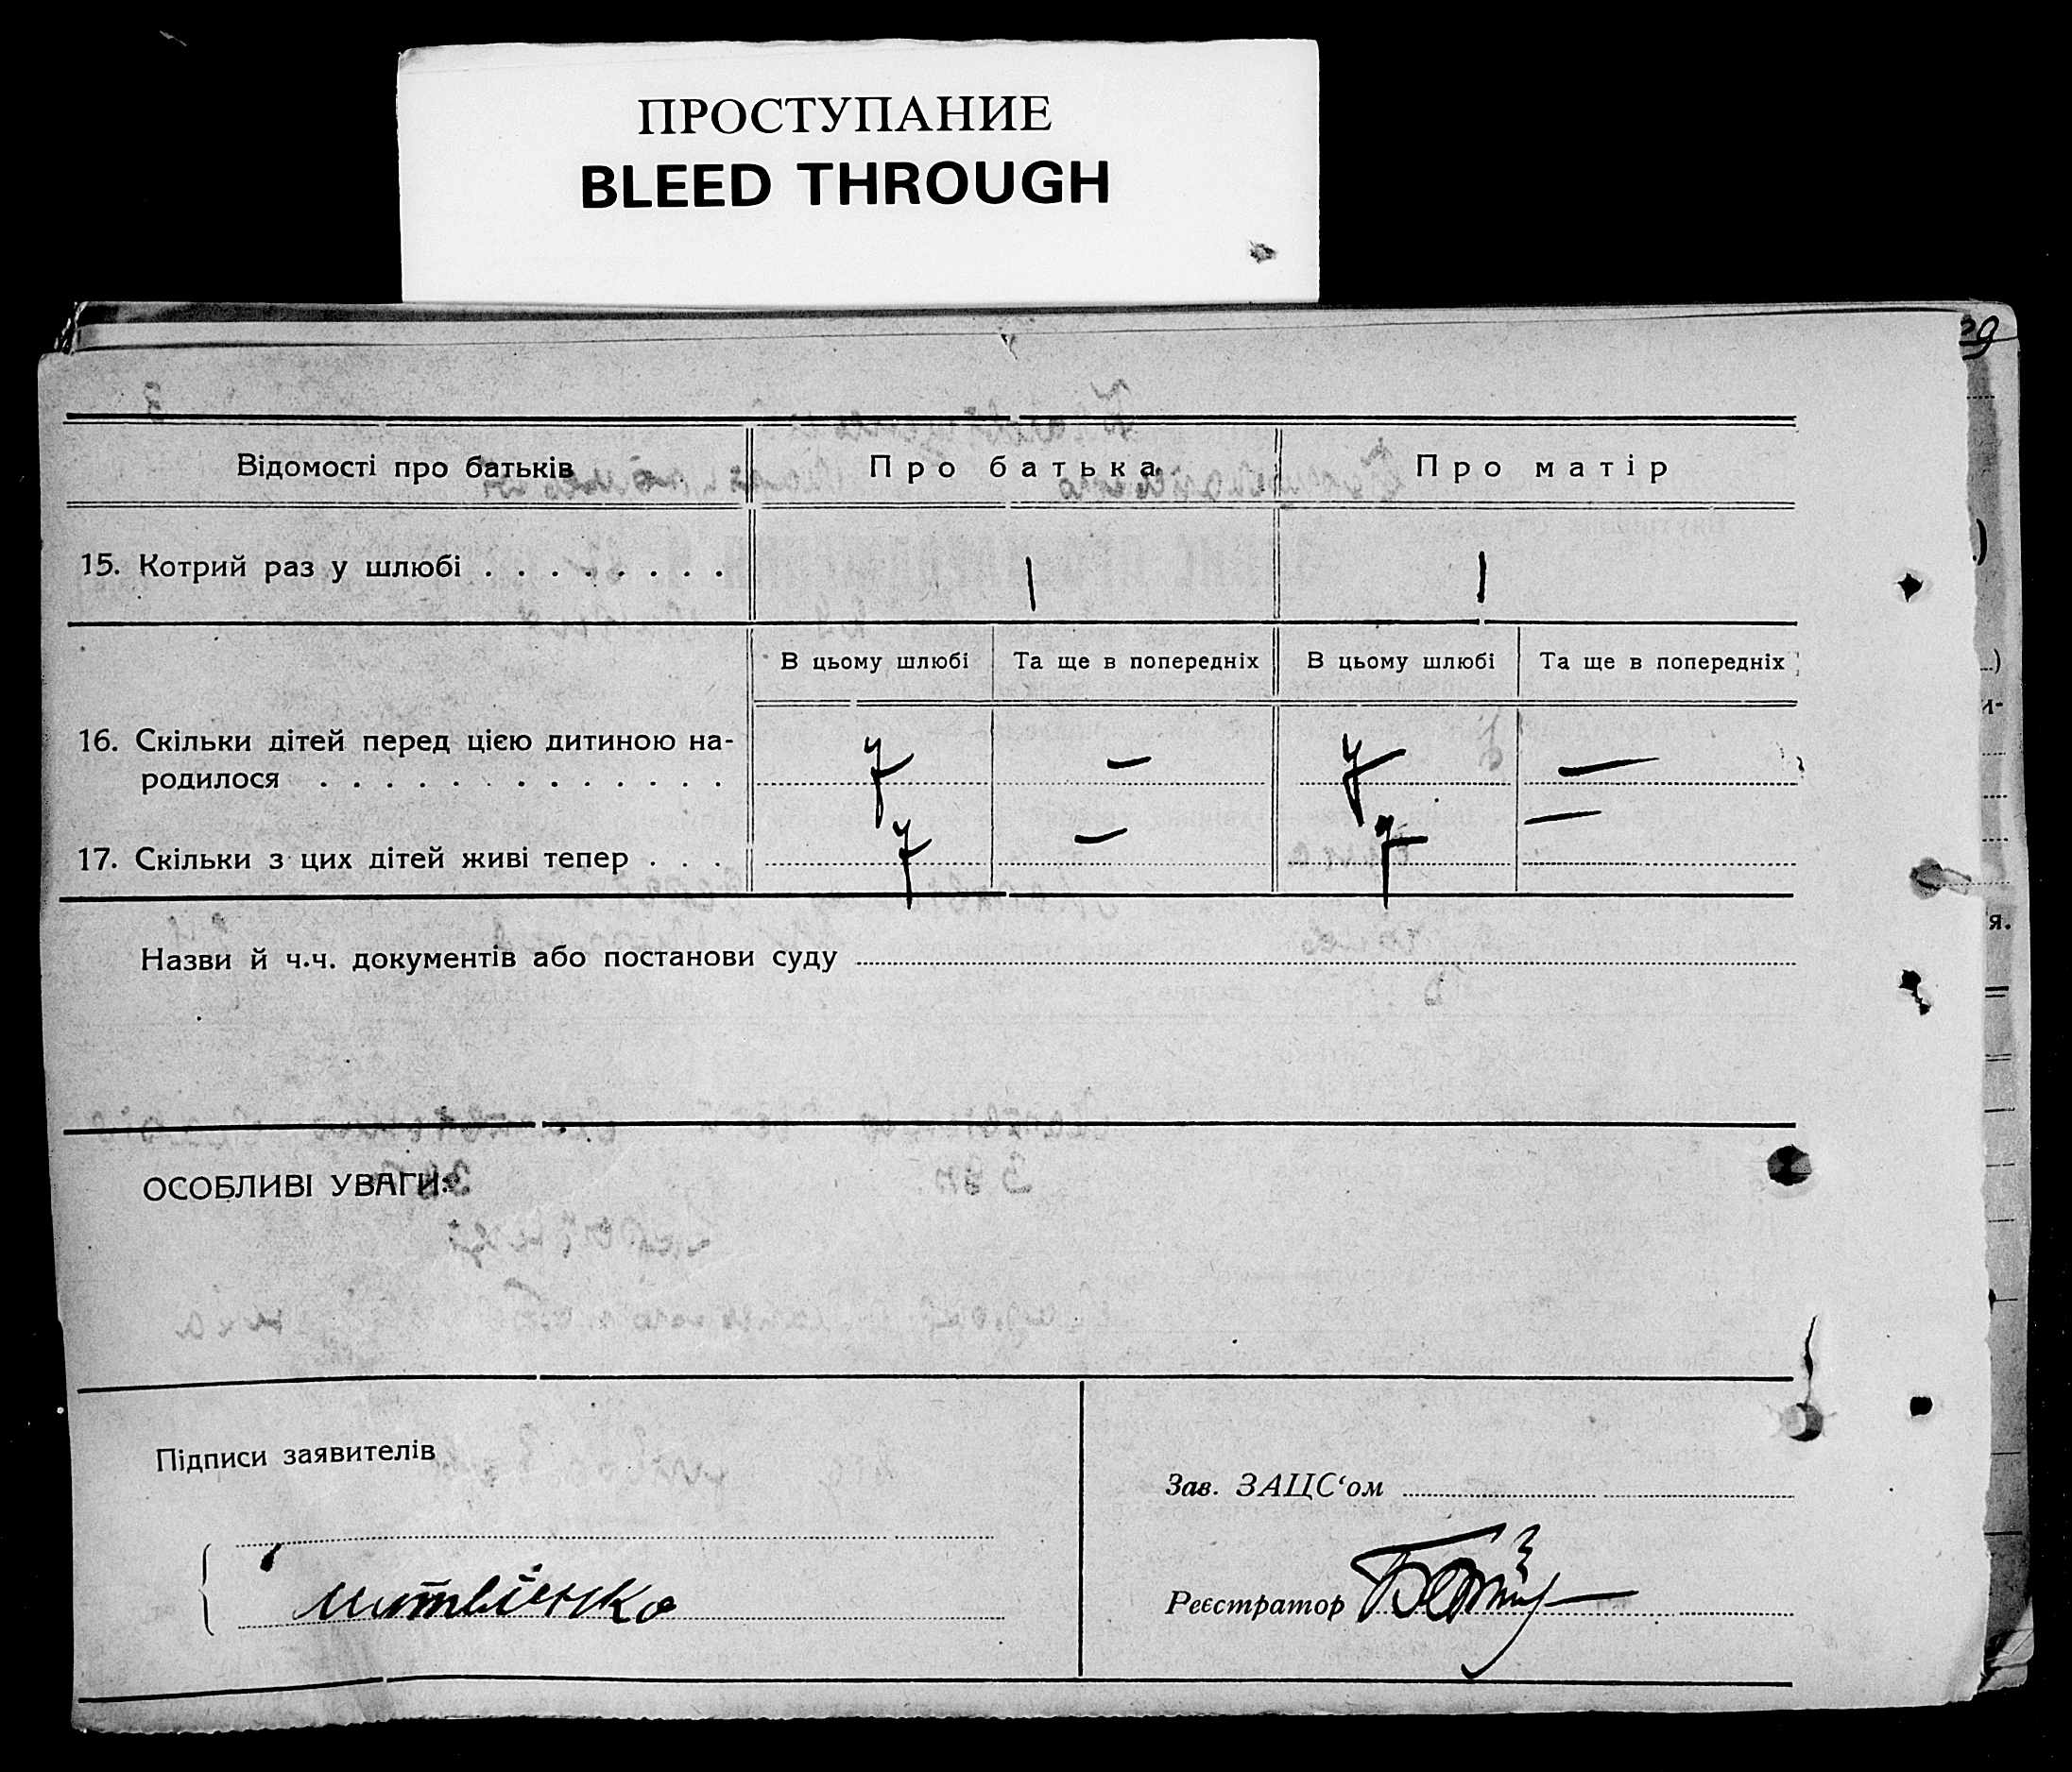 ПРОСТУПАНИЕ
BLEED THROUGH
39
Відомості про батьків
Про батька
Про матір
15. Котрий раз у шлюбі . . . . . . . .
1
1
В цьому шлюбі
Та ще в попередніх
В цьому шлюбі
Та ще в попередніх
16. Скільки дітей перед цією дитиною на-
родилося . . . . . . . . . . . . .
7
—
7
—
17. Скільки з цих дітей живі тепер . . .
7
—
7
—
Назви й ч.ч. документів або постанови суду
ОСОБЛИВІ УВАГИ:
Підписи заявителів
Матвієнко
Зав. ЗАЦС‘ом
Реєстратор